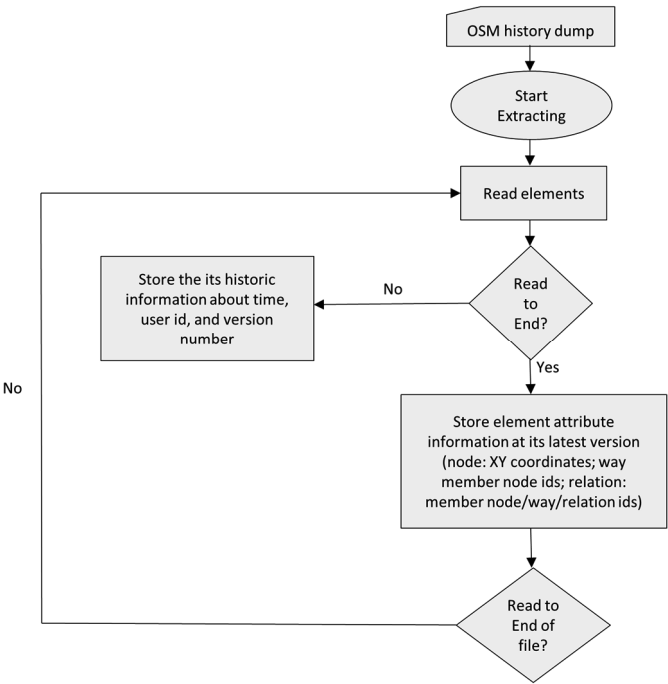 OSM history dump
Start
Extracting
Read elements
Read
to
End?
No
Store the its historic
information about time,
user id, and version
number
Yes
Store element attribute
information at its latest version
(node: XY coordinates; way
member node ids; relation:
member node/way/relation ids)
No
Read to
End of
file?